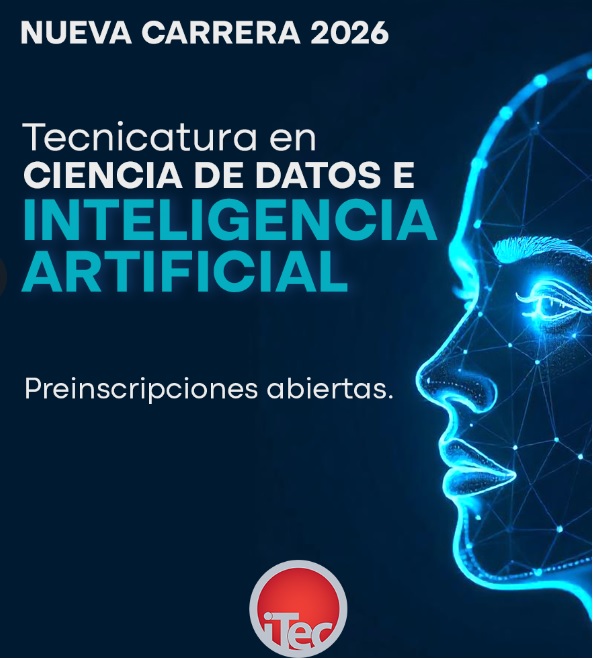 NUEVA CARRERA 2026
Tecnicatura en
CIENCIA DE DATOS E
INTELIGENCIA
ARTIFICIAL
Preinscripciones abiertas.
iTec